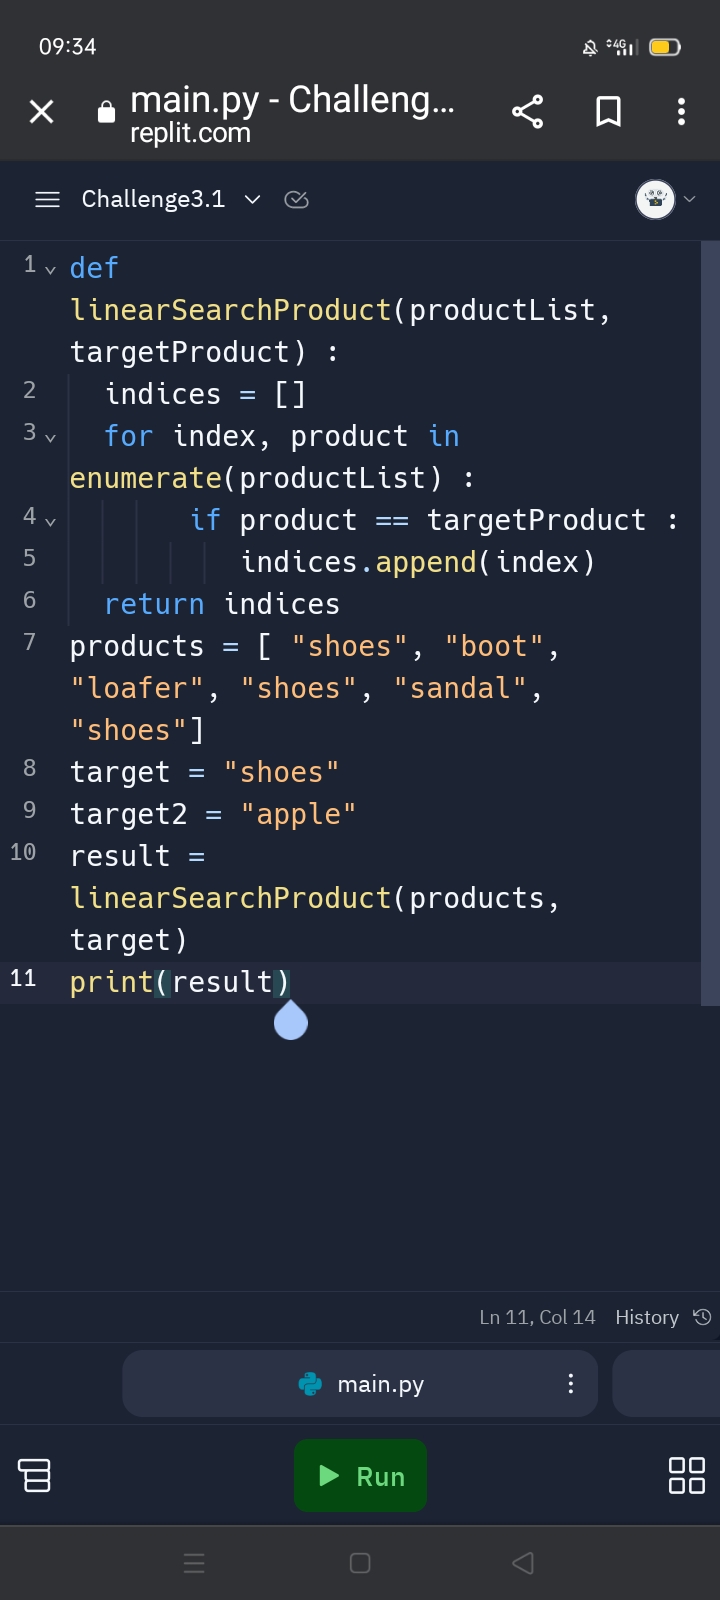 09:34
4G
main.py - Challeng...
replit.com
Challenge3.1
1 def
linearSearchProduct(productList,
targetProduct) :
2 indices = []
3 for index, product in
enumerate(productList) :
4 if product == targetProduct :
5 indices.append(index)
6 return indices
7 products = [ "shoes", "boot",
"loafer", "shoes", "sandal",
"shoes"]
8 target = "shoes"
9 target2 = "apple"
10 result =
linearSearchProduct(products,
target)
11 print(result)
Ln 11, Col 14 History
main.py
Run